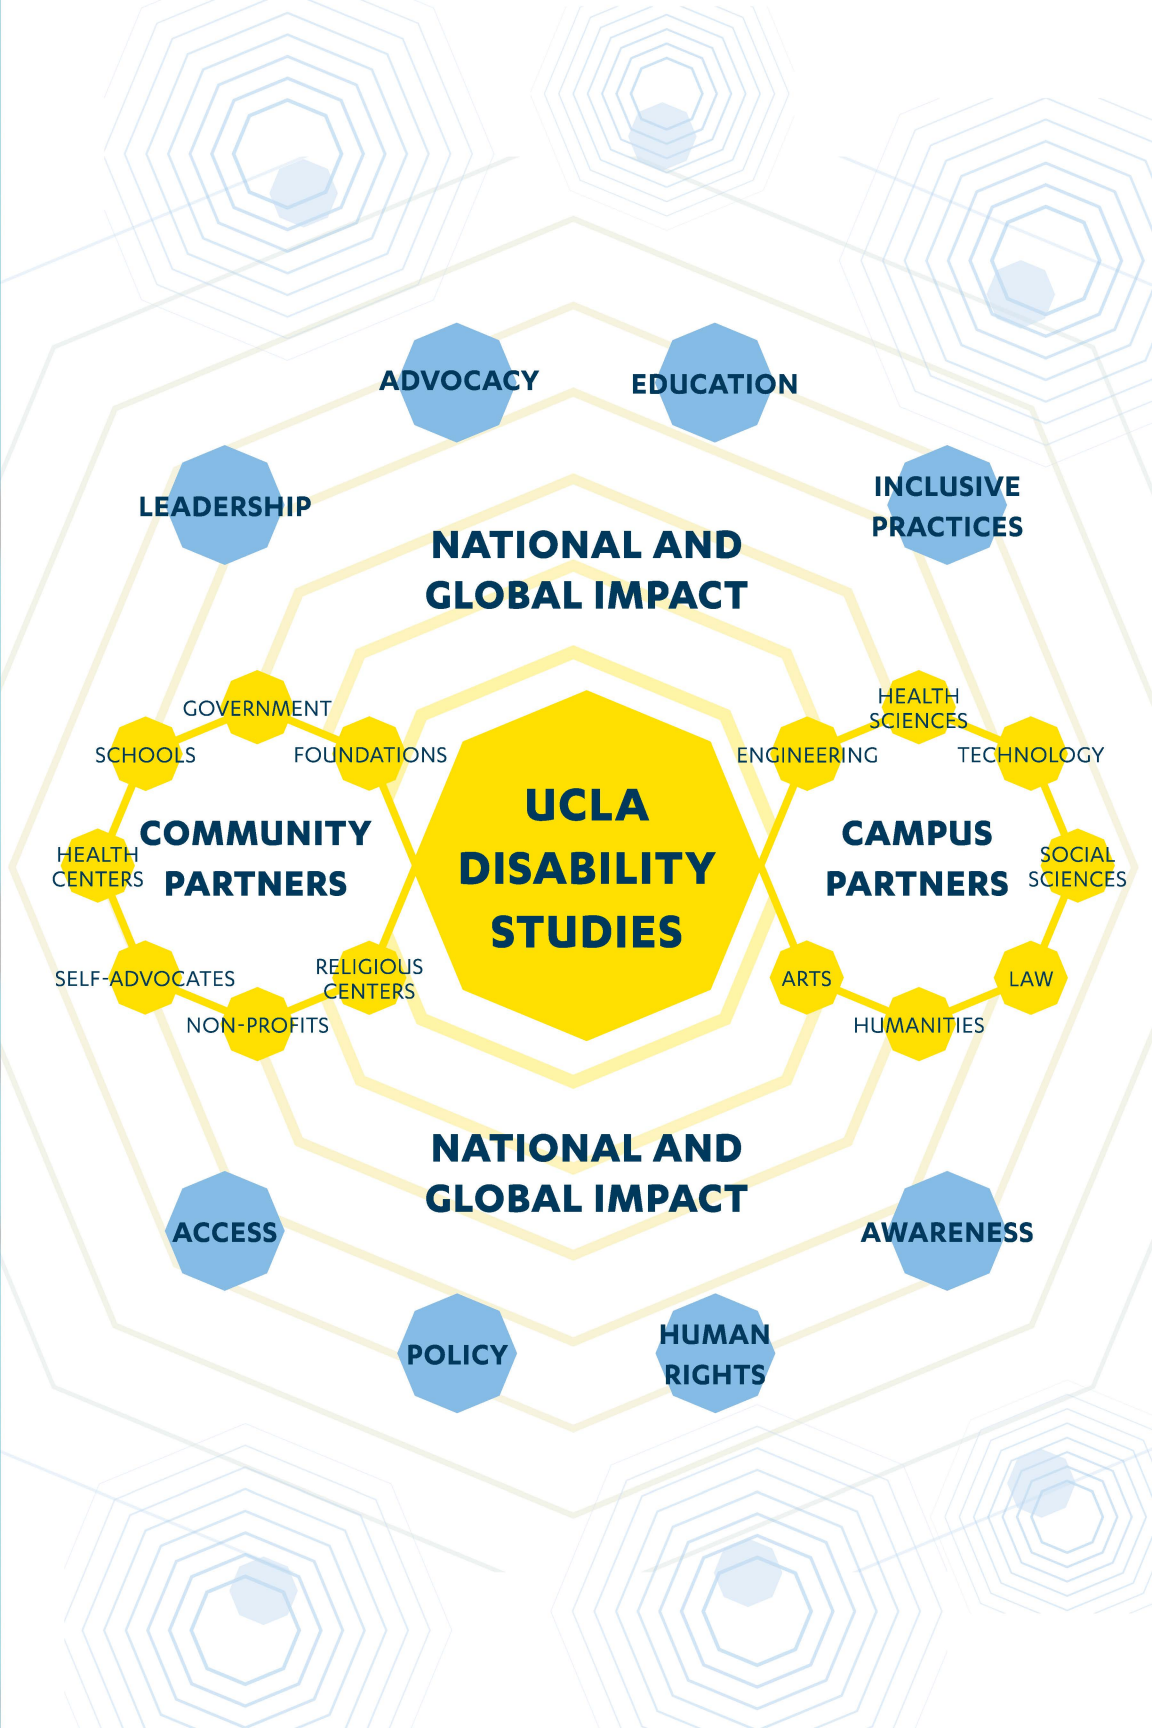 ADVOCACY
EDUCATION
LEADERSHIP
INCLUSIVE
PRACTICES
NATIONAL AND
GLOBAL IMPACT
GOVERNMENT
SCHOOLS
FOUNDATIONS
COMMUNITY
PARTNERS
HEALTH
CENTERS
SELF-ADVOCATES
NON-PROFITS
RELIGIOUS
CENTERS
UCLA
DISABILITY
STUDIES
HEALTH
SCIENCES
ENGINEERING
TECHNOLOGY
CAMPUS
PARTNERS
SOCIAL
SCIENCES
ARTS
LAW
HUMANITIES
NATIONAL AND
GLOBAL IMPACT
ACCESS
AWARENESS
POLICY
HUMAN
RIGHTS